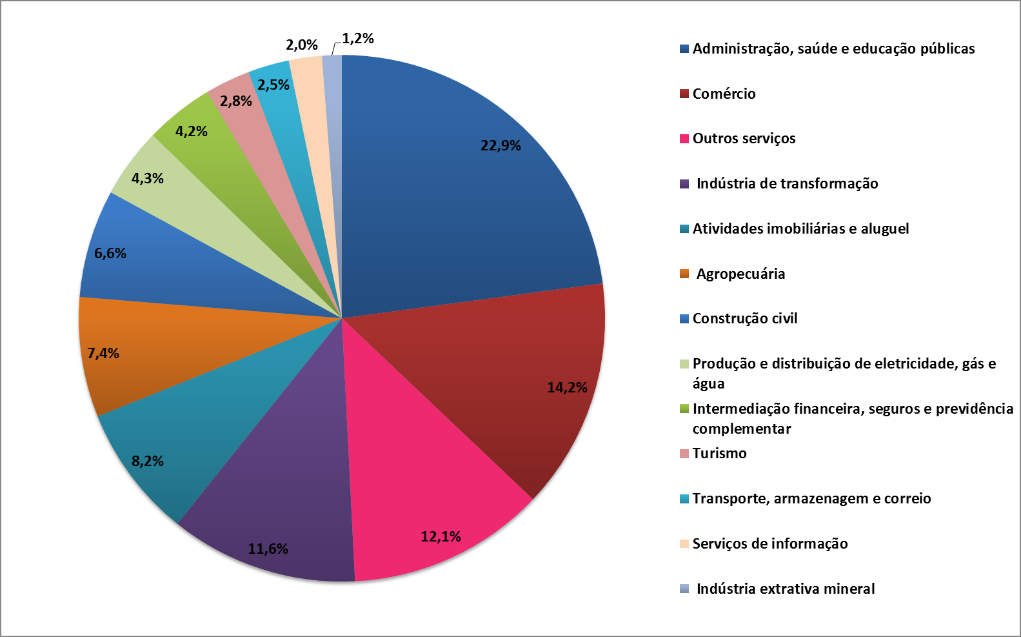 2,0%
1,2%
2,5%
2,8%
4,2%
22,9%
4,3%
6,6%
7,4%
14,2%
8,2%
12,1%
11,6%
Administração, saúde e educação públicas
Comércio
Outros serviços
Indústria de transformação
Atividades imobiliárias e aluguel
Agropecuária
Construção civil
Produção e distribuição de eletricidade, gás e
água
Intermediação financeira, seguros e previdência
complementar
Turismo
Transporte, armazenagem e correio
Serviços de informação
Indústria extrativa mineral